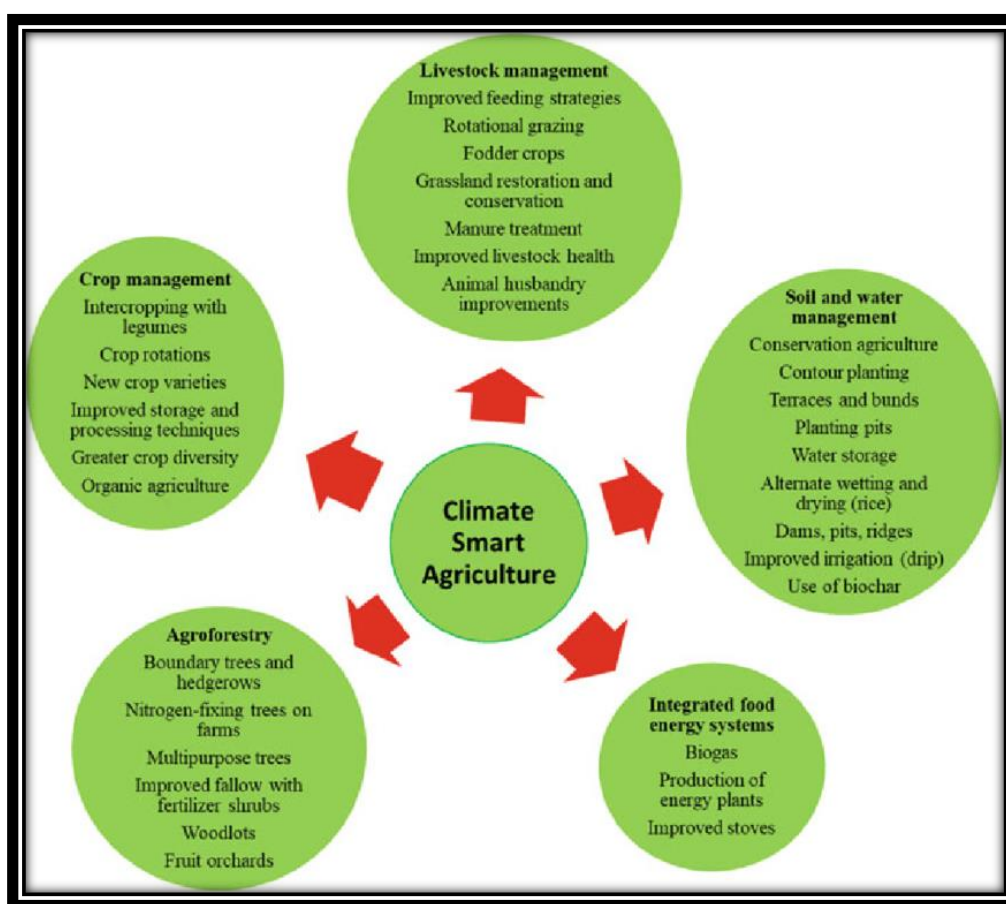 Livestock management
Improved feeding strategies
Rotational grazing
Fodder crops
Grassland restoration and
conservation
Manure treatment
Improved livestock health
Animal husbandry
improvements
Crop management
Intercropping with
legumes
Crop rotations
New crop varieties
Improved storage and
processing techniques
Greater crop diversity
Organic agriculture
Soil and water
management
Conservation agriculture
Contour planting
Terraces and bunds
Planting pits
Water storage
Alternate wetting and
drying (rice)
Dams, pits, ridges
Improved irrigation (drip)
Use of biochar
Climate
Smart
Agriculture
Agroforestry
Boundary trees and
hedgerows
Nitrogen-fixing trees on
farms
Multipurpose trees
Improved fallow with
fertilizer shrubs
Woodlots
Fruit orchards
Integrated food
energy systems
Biogas
Production of
energy plants
Improved stoves